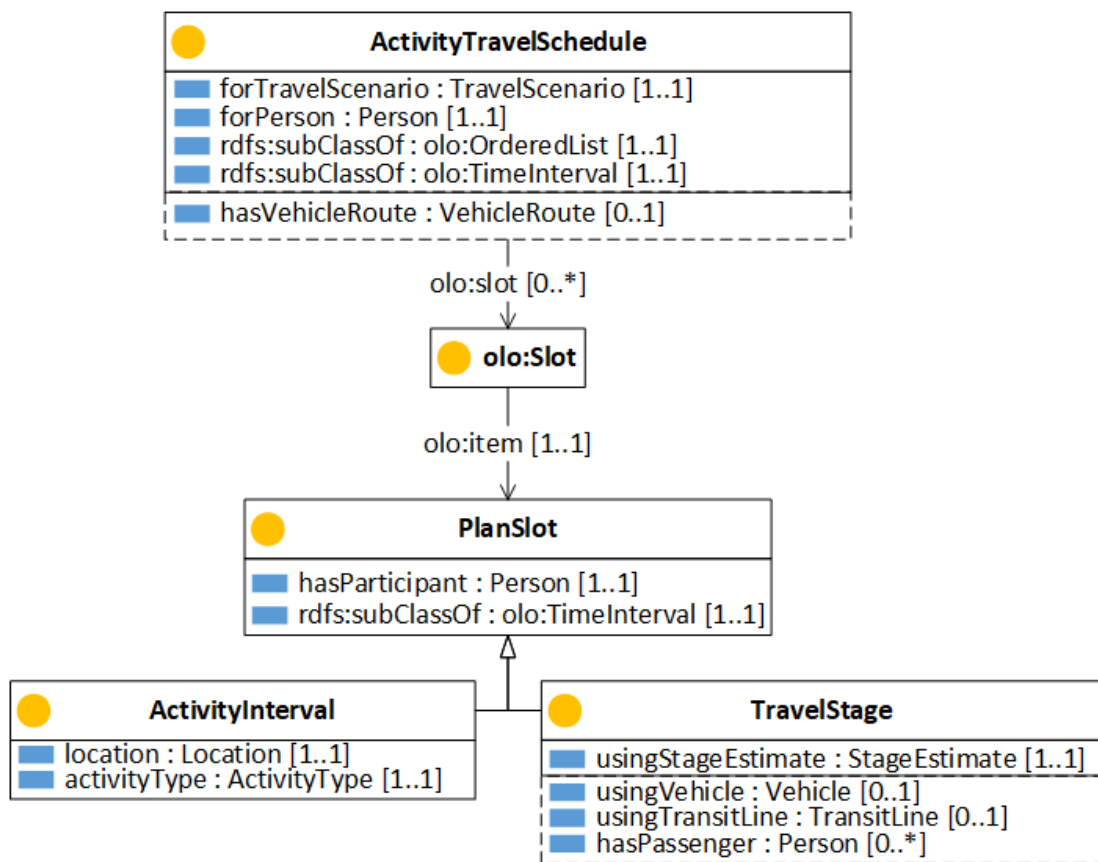 ActivityTravelSchedule
forTravelScenario : TravelScenario [1..1]
forPerson : Person [1..1]
rdfs:subClassOf : olo:OrderedList [1..1]
rdfs:subClassOf : olo:TimeInterval [1..1]
hasVehicleRoute : VehicleRoute [0..1]
olo:slot [0..*]
olo:Slot
olo:item [1..1]
PlanSlot
hasParticipant : Person [1..1]
rdfs:subClassOf : olo:TimeInterval [1..1]
ActivityInterval
location : Location [1..1]
activityType : ActivityType [1..1]
TravelStage
usingStageEstimate : StageEstimate [1..1]
usingVehicle : Vehicle [0..1]
usingTransitLine : TransitLine [0..1]
hasPassenger : Person [0..*]